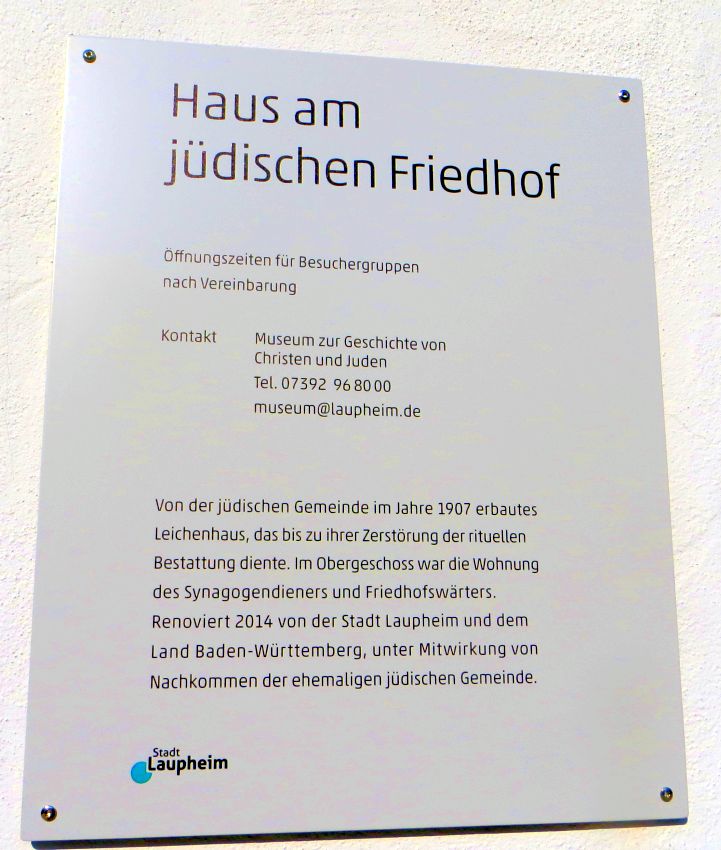 Haus am
jüdischen Friedhof
Öffnungszeiten für Besuchergruppen
nach Vereinbarung
Kontakt Museum zur Geschichte von
Christen und Juden
Tel. 07392 96 80 00
museum@laupheim.de
Von der jüdischen Gemeinde im Jahre 1907 erbautes
Leichenhaus, das bis zu ihrer Zerstörung der rituellen
Bestattung diente. Im Obergeschoss war die Wohnung
des Synagogendieners und Friedhofswärters.
Renoviert 2014 von der Stadt Laupheim und dem
Land Baden-Württemberg, unter Mitwirkung von
Nachkommen der ehemaligen jüdischen Gemeinde.
Stadt
Laupheim